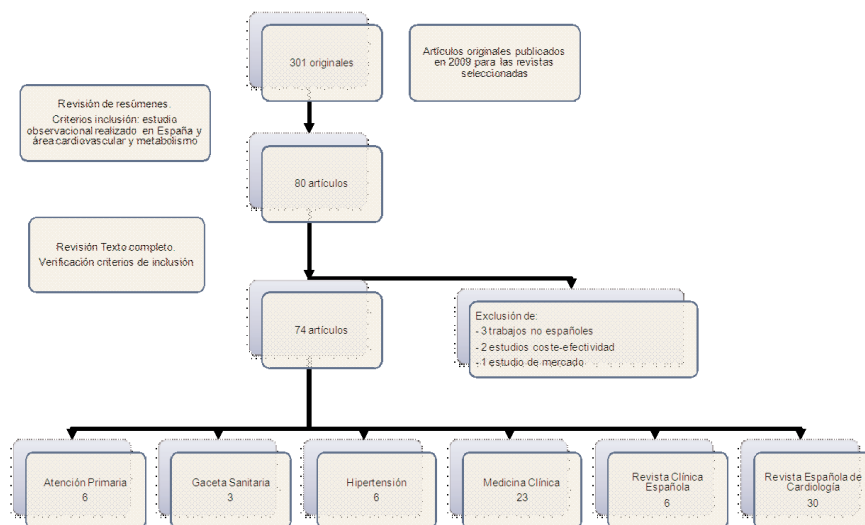 301 originales
Artículos originales publicados
en 2009 para las revistas
seleccionadas
Revisión de resúmenes.
Criterios inclusión: estudio
observacional realizado en España y
área cardiovascular y metabolismo
80 artículos
Revisión Texto completo.
Verificación criterios de inclusión
74 artículos
Exclusión de:
- 3 trabajos no españoles
- 2 estudios coste-efectividad
- 1 estudio de mercado
Atención Primaria
6
Gaceta Sanitaria
3
Hipertensión
6
Medicina Clínica
23
Revista Clínica
Española
6
Revista Española de
Cardiología
30